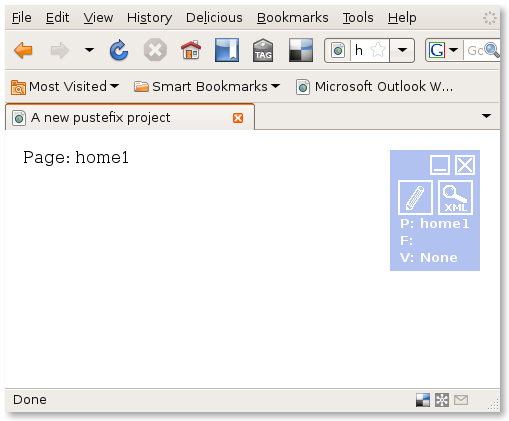 File Edit View History Delicious Bookmarks Tools Help
TAG h G Go
Most Visited Smart Bookmarks Microsoft Outlook W...
A new pustefix project
Page: home1
XML
P: home1
F:
V: None
Done